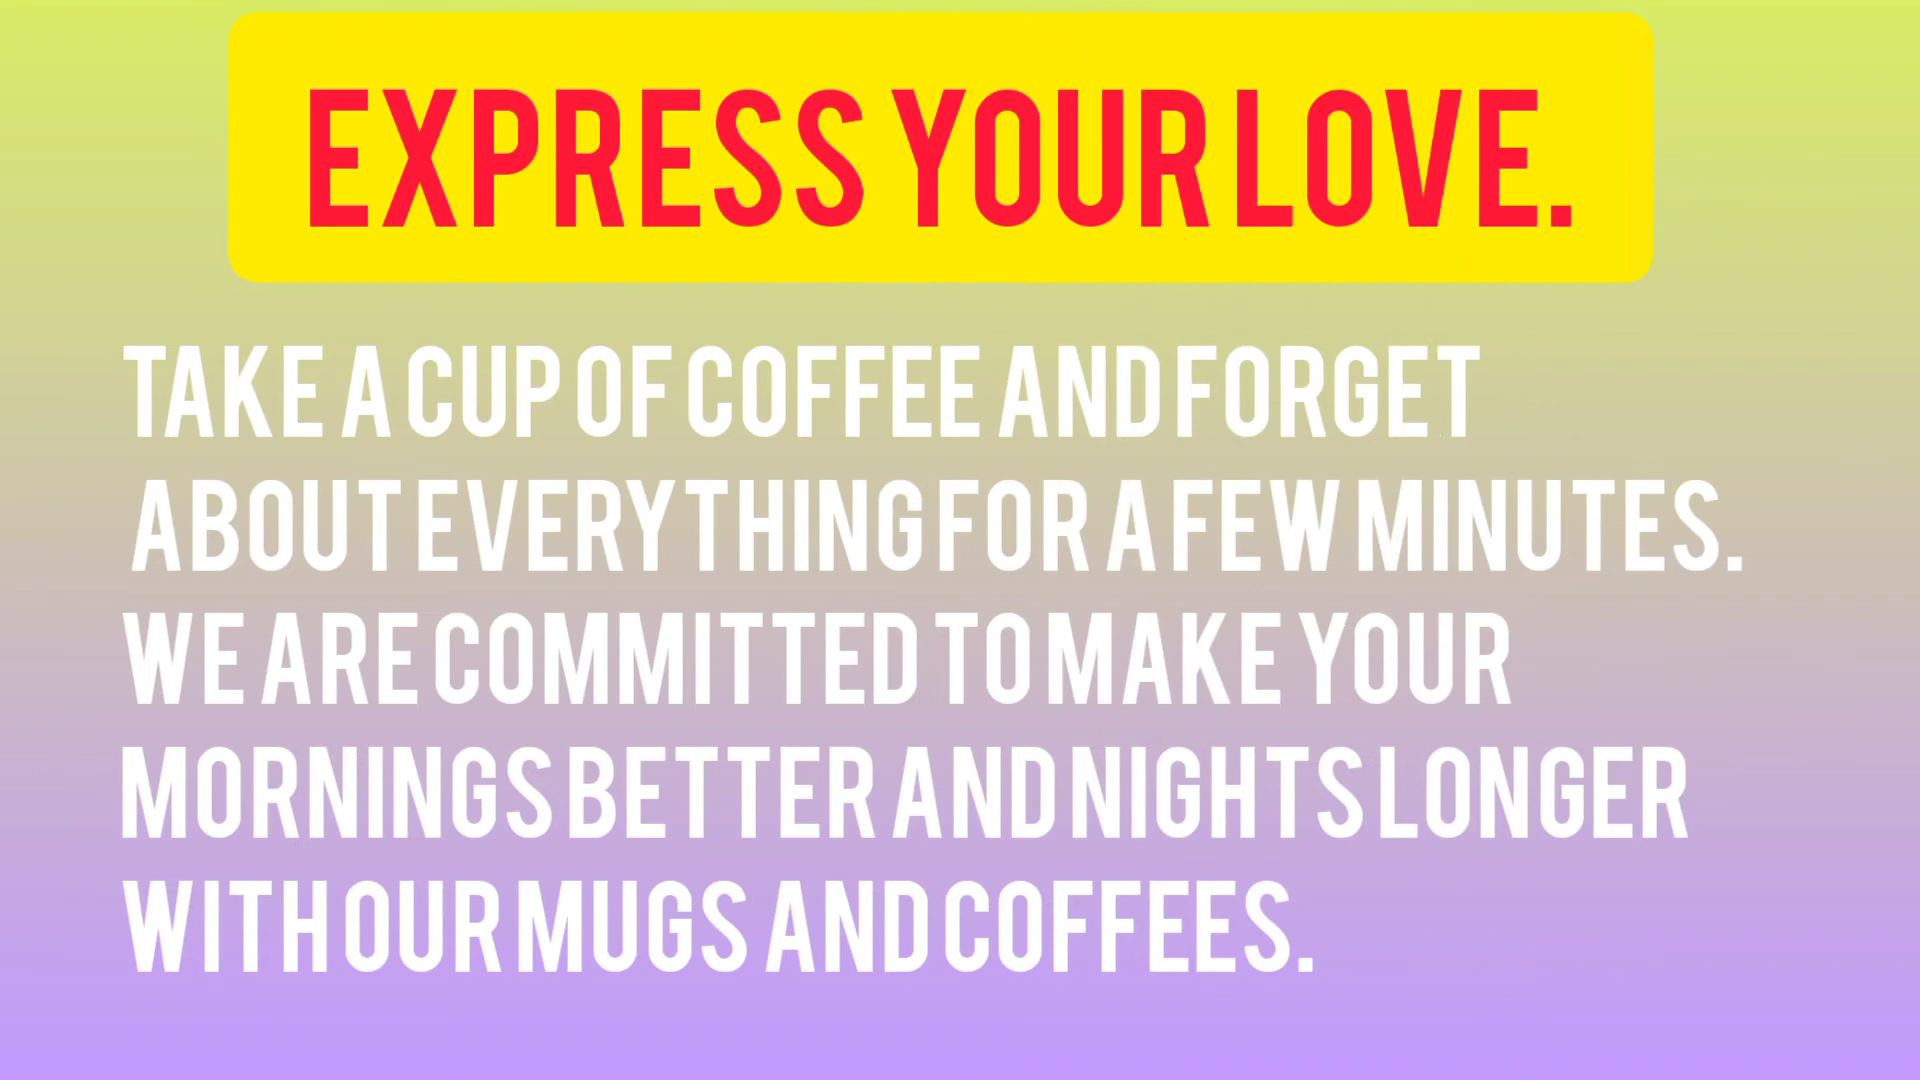 EXPRESS YOUR LOVE.
TAKE A CUP OF COFFEE AND FORGET
ABOUT EVERYTHING FOR A FEW MINUTES.
WE ARE COMMITTED TO MAKE YOUR
MORNINGS BETTER AND NIGHTS LONGER
WITH OUR MUGS AND COFFEES.